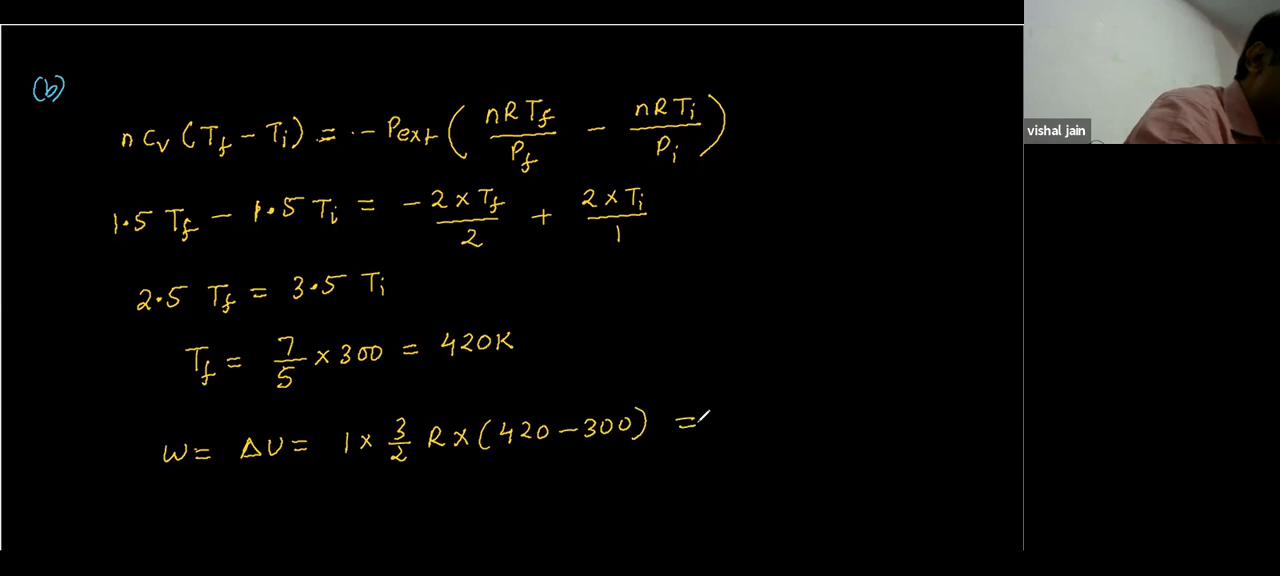 (b)
n Cv (Tf - Ti) = - Pext ( nRTf/Pf - nRTi/Pi )
1.5 Tf - 1.5 Ti = - 2 × Tf/2 + 2 × Ti/1
2.5 Tf = 3.5 Ti
Tf = 7/5 × 300 = 420K
W = ΔU = 1 × 3/2 R × (420 - 300) =
vishal jain